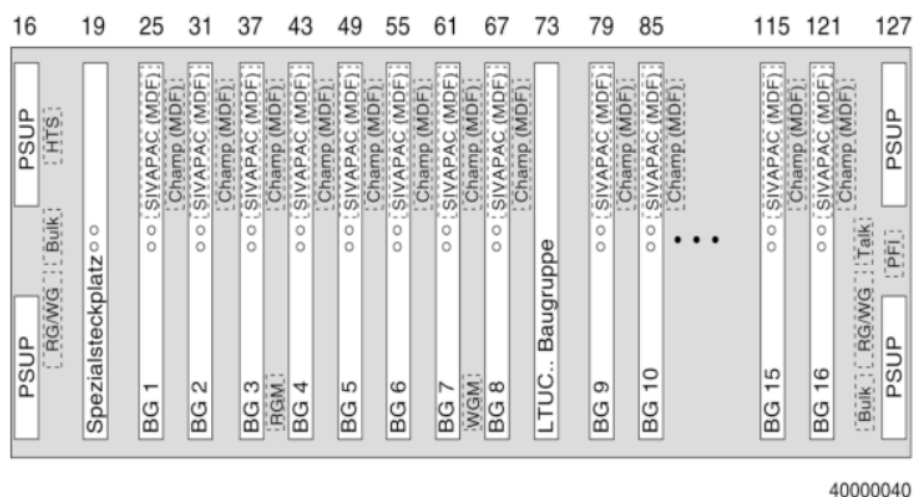 16 19 25 31 37 43 49 55 61 67 73 79 85 115 121 127
PSUP
PSUP
HTS
Bulk
RG/WG
Spezialsteckplatz
BG 1
SIVAPAC (MDF)
Champ (MDF)
BG 2
SIVAPAC (MDF)
Champ (MDF)
BG 3
SIVAPAC (MDF)
Champ (MDF)
RGM
BG 4
SIVAPAC (MDF)
Champ (MDF)
BG 5
SIVAPAC (MDF)
Champ (MDF)
BG 6
SIVAPAC (MDF)
Champ (MDF)
BG 7
SIVAPAC (MDF)
Champ (MDF)
WGM
BG 8
SIVAPAC (MDF)
Champ (MDF)
LTUC.. Baugruppe
BG 9
SIVAPAC (MDF)
Champ (MDF)
BG 10
SIVAPAC (MDF)
Champ (MDF)
• • •
BG 15
SIVAPAC (MDF)
Champ (MDF)
BG 16
SIVAPAC (MDF)
Champ (MDF)
Talk
RG/WG
Bulk
PFI
PSUP
PSUP
40000040